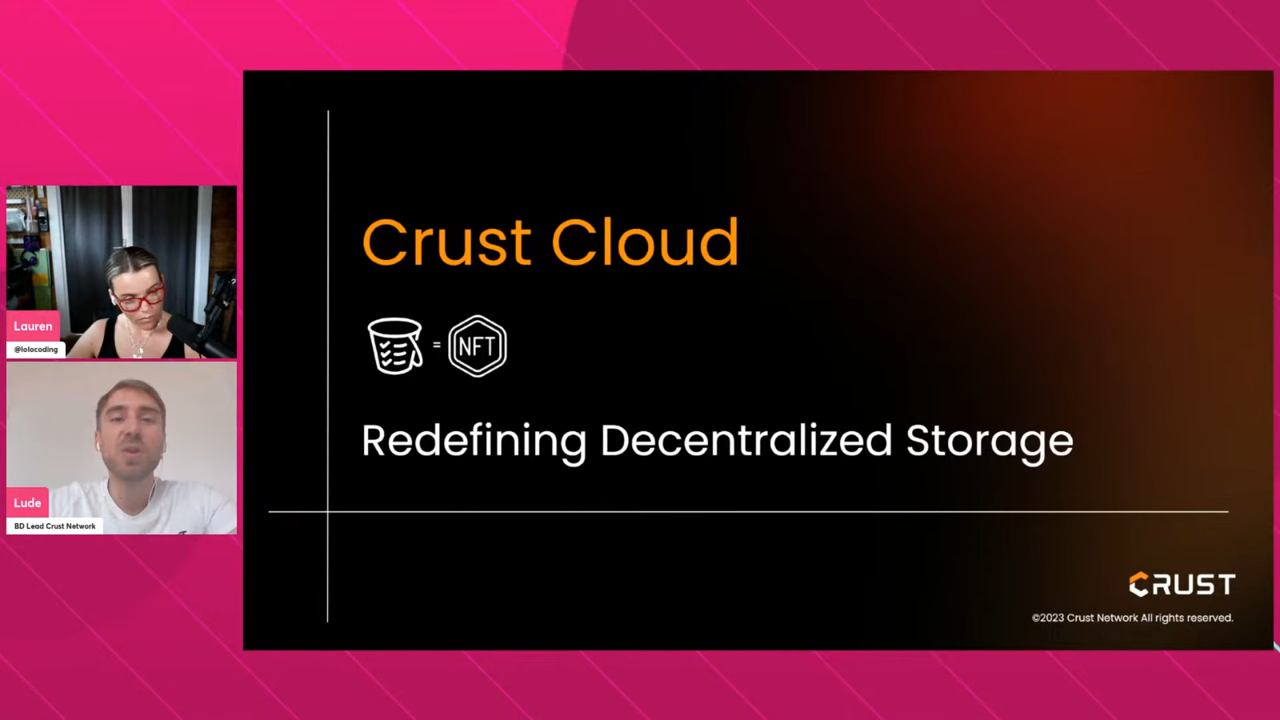 Lauren
@lolocoding
Lude
BD Lead Crust Network
Crust Cloud
= NFT
Redefining Decentralized Storage
CRUST
©2023 Crust Network All rights reserved.